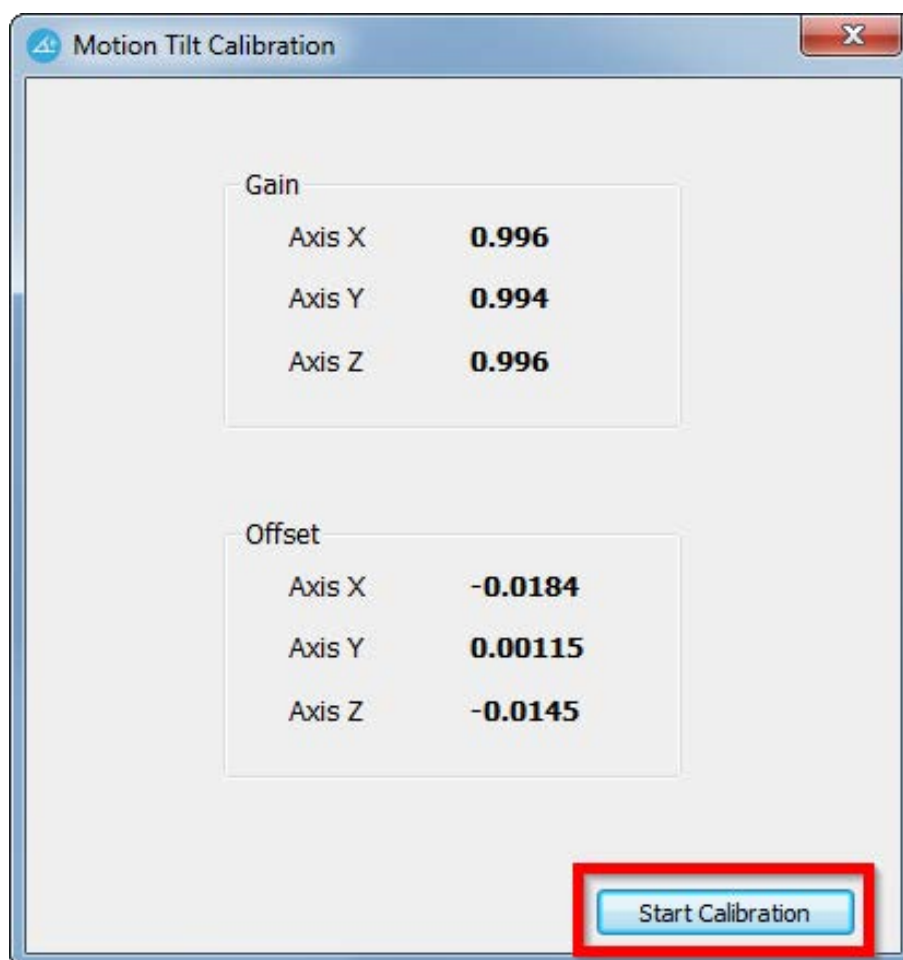 Motion Tilt Calibration
Gain
Axis X 0.996
Axis Y 0.994
Axis Z 0.996
Offset
Axis X -0.0184
Axis Y 0.00115
Axis Z -0.0145
Start Calibration